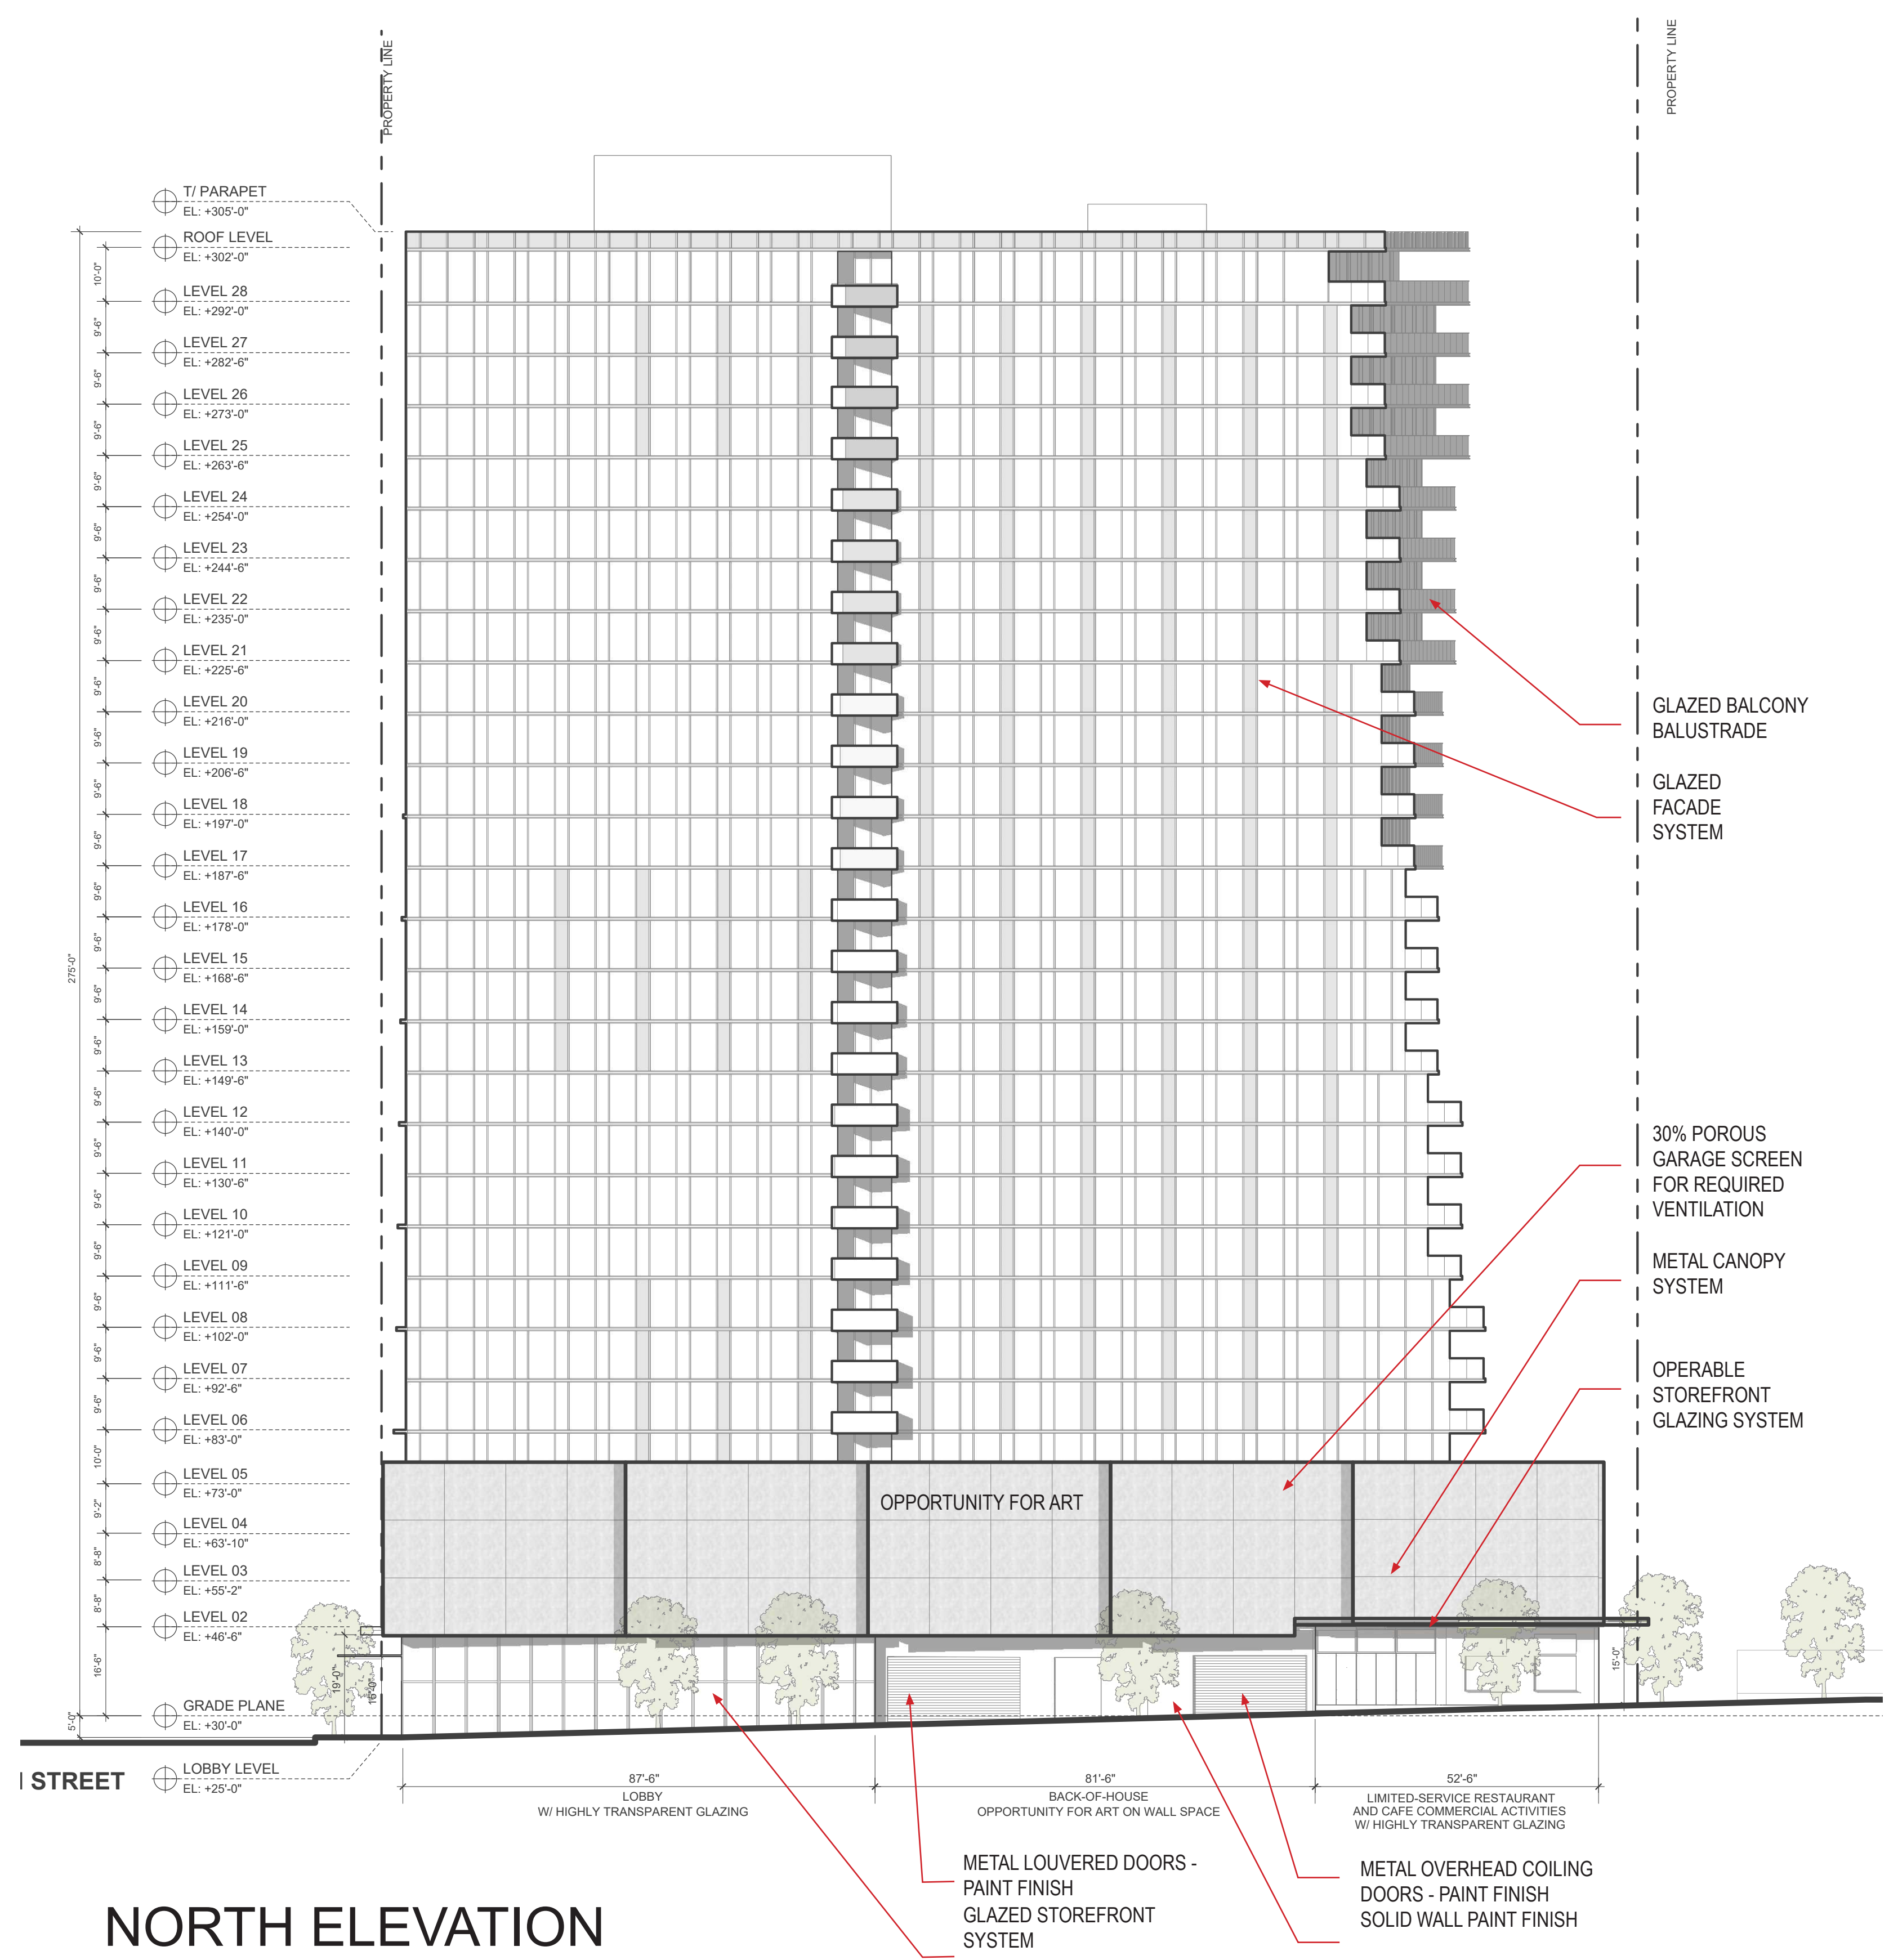 PROPERTY LINE
PROPERTY LINE
T/ PARAPET
EL: +305'-0"
ROOF LEVEL
EL: +302'-0"
10'-0"
LEVEL 28
EL: +292'-0"
9'-6"
LEVEL 27
EL: +282'-6"
9'-6"
LEVEL 26
EL: +273'-0"
9'-6"
LEVEL 25
EL: +263'-6"
9'-6"
LEVEL 24
EL: +254'-0"
9'-6"
LEVEL 23
EL: +244'-6"
9'-6"
LEVEL 22
EL: +235'-0"
9'-6"
LEVEL 21
EL: +225'-6"
9'-6"
LEVEL 20
EL: +216'-0"
9'-6"
LEVEL 19
EL: +206'-6"
9'-6"
LEVEL 18
EL: +197'-0"
9'-6"
LEVEL 17
EL: +187'-6"
9'-6"
LEVEL 16
EL: +178'-0"
9'-6"
LEVEL 15
EL: +168'-6"
275'-0"
9'-6"
LEVEL 14
EL: +159'-0"
9'-6"
LEVEL 13
EL: +149'-6"
9'-6"
LEVEL 12
EL: +140'-0"
9'-6"
LEVEL 11
EL: +130'-6"
9'-6"
LEVEL 10
EL: +121'-0"
9'-6"
LEVEL 09
EL: +111'-6"
9'-6"
LEVEL 08
EL: +102'-0"
9'-6"
LEVEL 07
EL: +92'-6"
9'-6"
LEVEL 06
EL: +83'-0"
10'-0"
LEVEL 05
EL: +73'-0"
9'-2"
LEVEL 04
EL: +63'-10"
8'-8"
LEVEL 03
EL: +55'-2"
8'-8"
LEVEL 02
EL: +46'-6"
16'-6"
GRADE PLANE
EL: +30'-0"
5'-0"
LOBBY LEVEL
EL: +25'-0"
19'-0"
16'-0"
15'-0"
GLAZED BALCONY
BALUSTRADE
GLAZED
FACADE
SYSTEM
30% POROUS
GARAGE SCREEN
FOR REQUIRED
VENTILATION
METAL CANOPY
SYSTEM
OPERABLE
STOREFRONT
GLAZING SYSTEM
OPPORTUNITY FOR ART
STREET
87'-6"
LOBBY
W/ HIGHLY TRANSPARENT GLAZING
81'-6"
BACK-OF-HOUSE
OPPORTUNITY FOR ART ON WALL SPACE
52'-6"
LIMITED-SERVICE RESTAURANT
AND CAFE COMMERCIAL ACTIVITIES
W/ HIGHLY TRANSPARENT GLAZING
METAL LOUVERED DOORS -
PAINT FINISH
GLAZED STOREFRONT
SYSTEM
METAL OVERHEAD COILING
DOORS - PAINT FINISH
SOLID WALL PAINT FINISH
NORTH ELEVATION